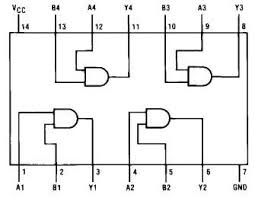 VCC B4 A4 Y4 B3 A3 Y3
14 13 12 11 10 9 8
1 2 3 4 5 6 7
A1 B1 Y1 A2 B2 Y2 GND